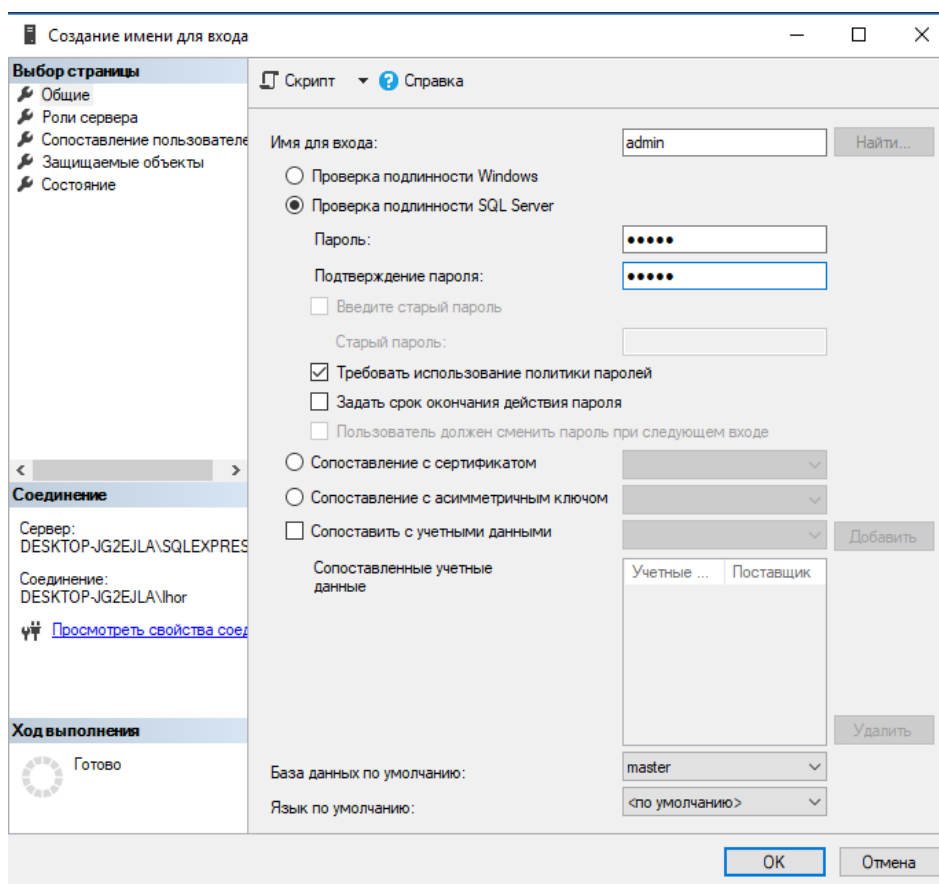 Создание имени для входа
Выбор страницы
Общие
Роли сервера
Сопоставление пользователе
Защищаемые объекты
Состояние
Скрипт
Справка
Имя для входа:
admin
Найти...
Проверка подлинности Windows
Проверка подлинности SQL Server
Пароль:
●●●●●
Подтверждение пароля:
●●●●●
Введите старый пароль
Старый пароль:
Требовать использование политики паролей
Задать срок окончания действия пароля
Пользователь должен сменить пароль при следующем входе
Сопоставление с сертификатом
Сопоставление с асимметричным ключом
Сопоставить с учетными данными
Добавить
Сопоставленные учетные
данные
Учетные ...
Поставщик
Удалить
База данных по умолчанию:
master
Язык по умолчанию:
<по умолчанию>
Соединение
Сервер:
DESKTOP-JG2EJLA\SQLEXPRES
Соединение:
DESKTOP-JG2EJLA\Ihor
Просмотреть свойства соед
Ход выполнения
Готово
OK
Отмена